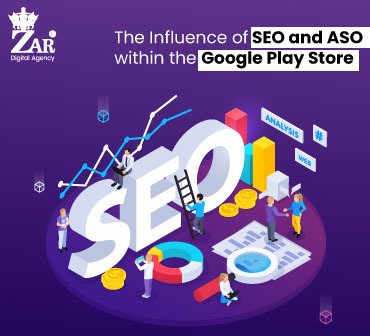 ZAR
Digital Agency
The Influence of SEO and ASO
within the Google Play Store
ANALYSIS
#
WEB
SEO